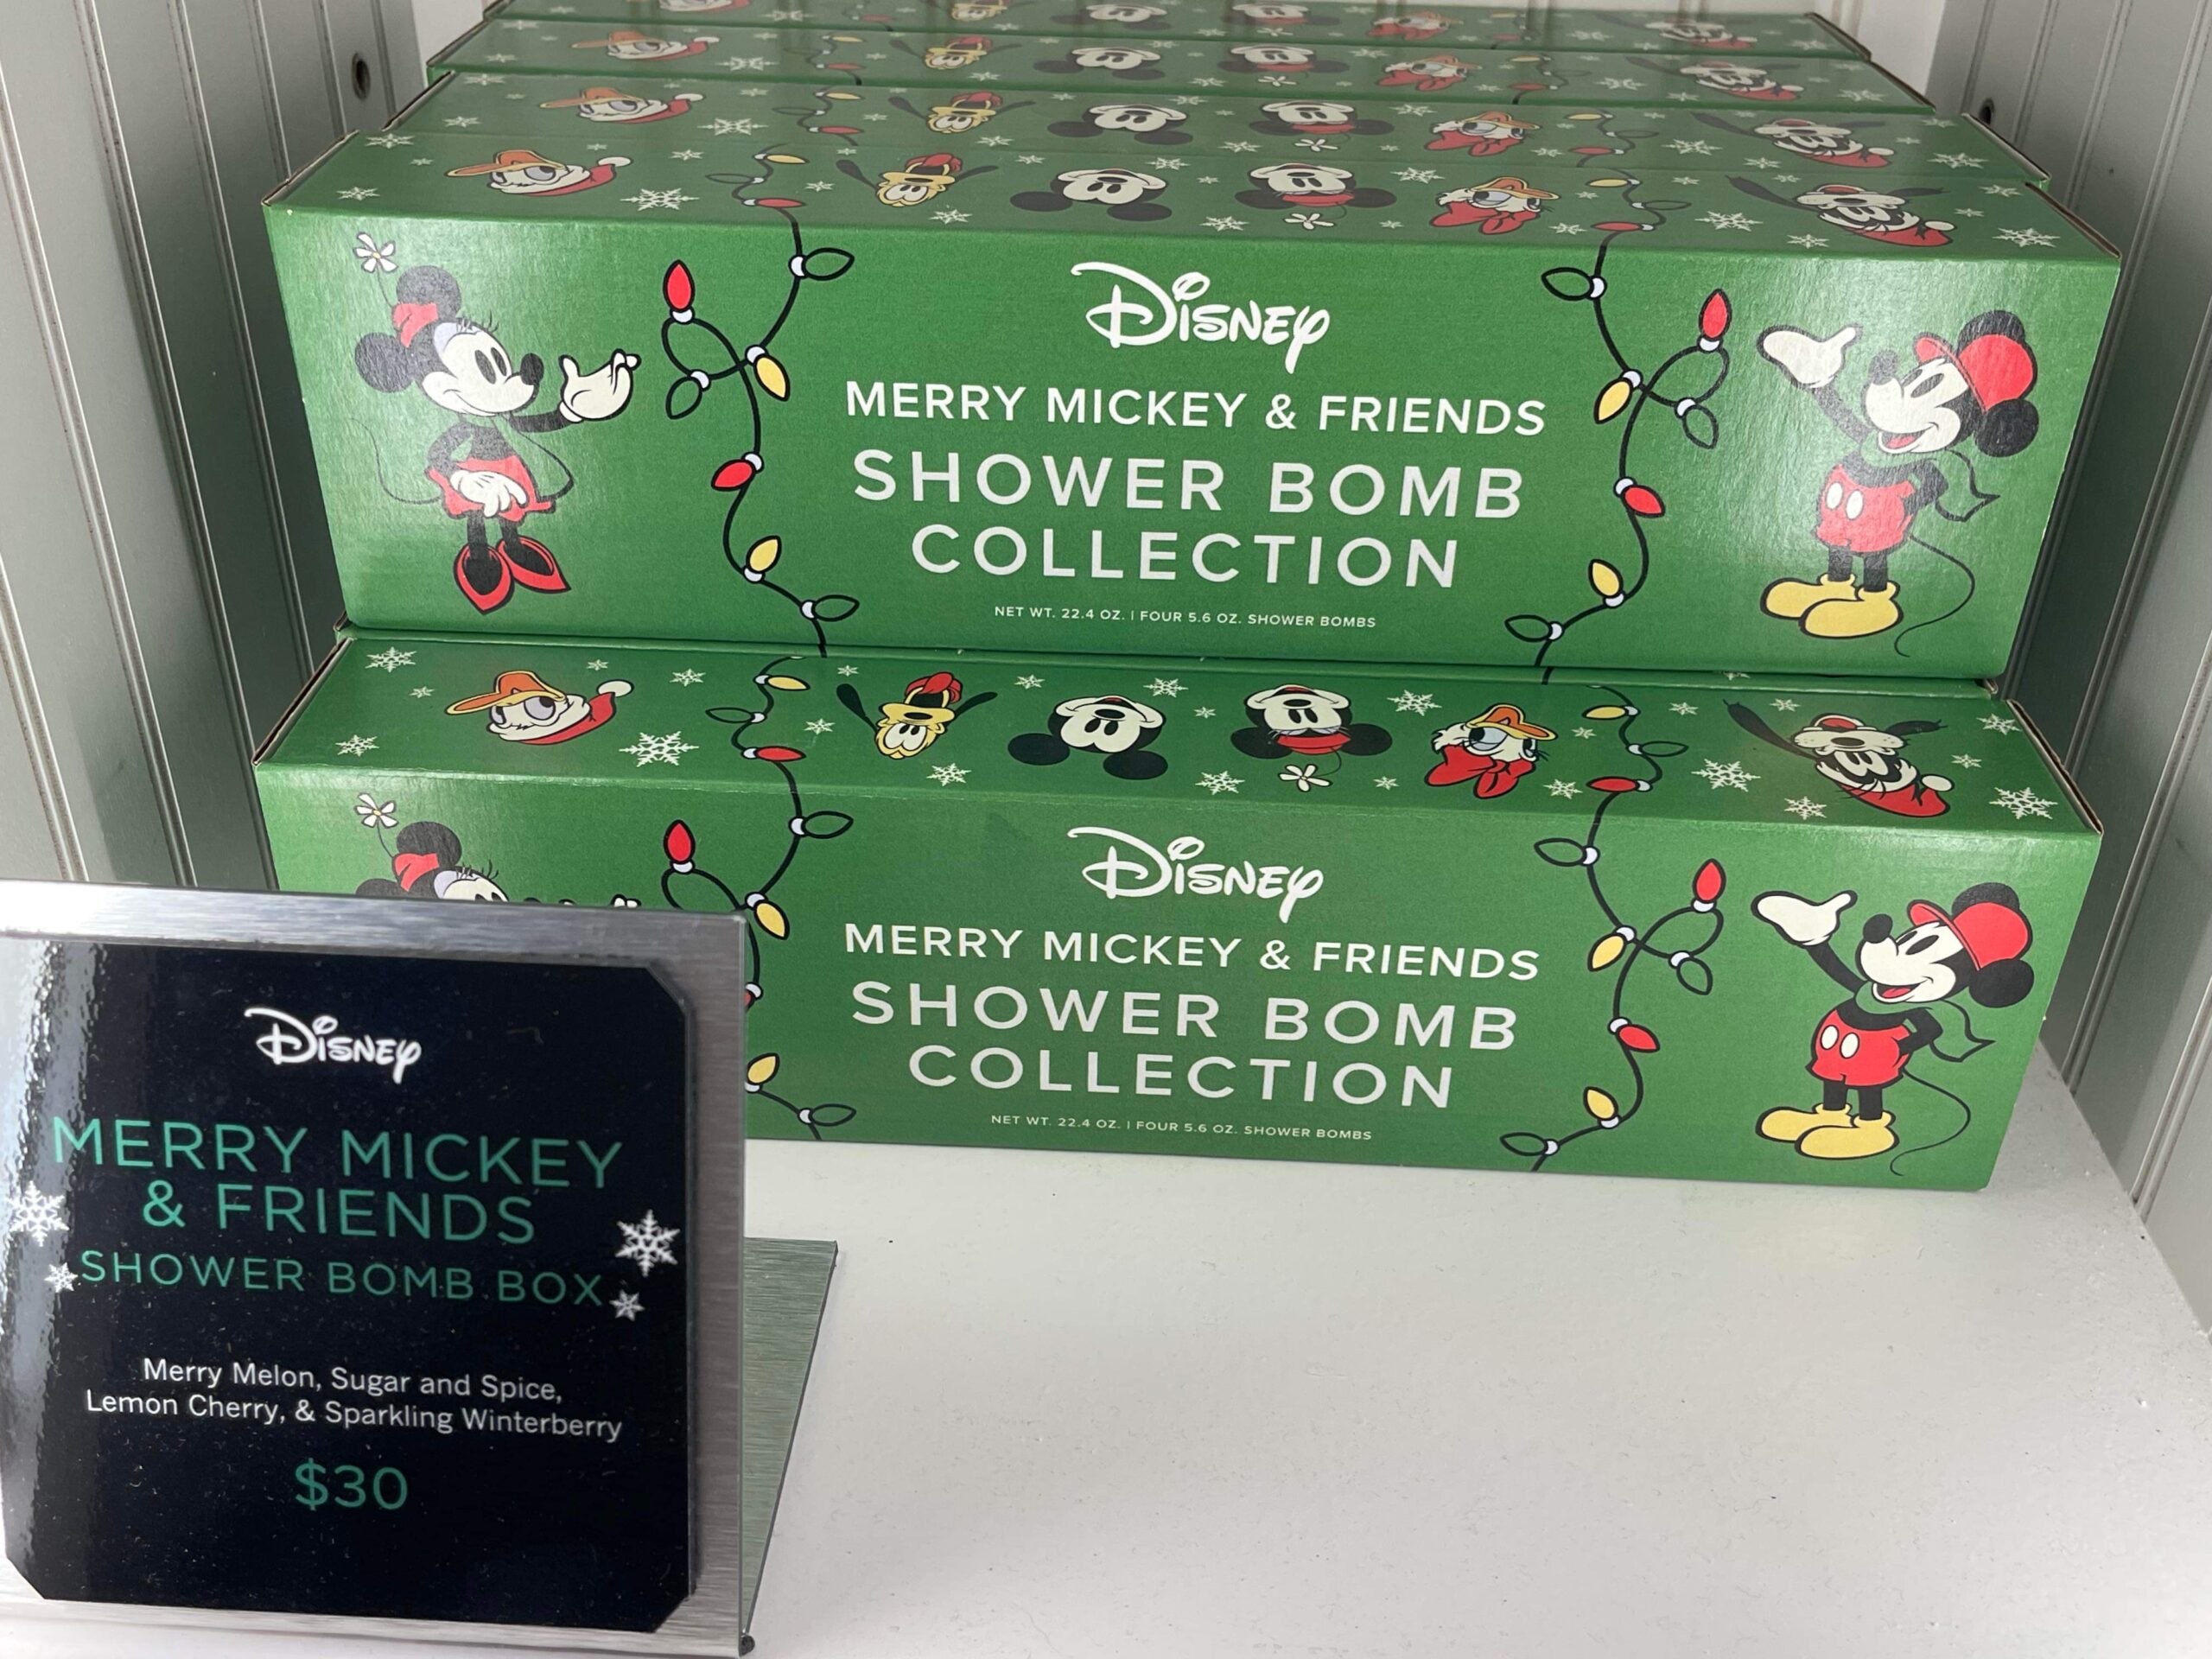 Disney
MERRY MICKEY & FRIENDS
SHOWER BOMB
COLLECTION
NET WT. 22.4 OZ. | FOUR 5.6 OZ. SHOWER BOMBS
Disney
MERRY MICKEY & FRIENDS
SHOWER BOMB
COLLECTION
NET WT. 22.4 OZ. | FOUR 5.6 OZ. SHOWER BOMBS
Disney
MERRY MICKEY
& FRIENDS
SHOWER BOMB BOX
Merry Melon, Sugar and Spice,
Lemon Cherry, & Sparkling Winterberry
$30